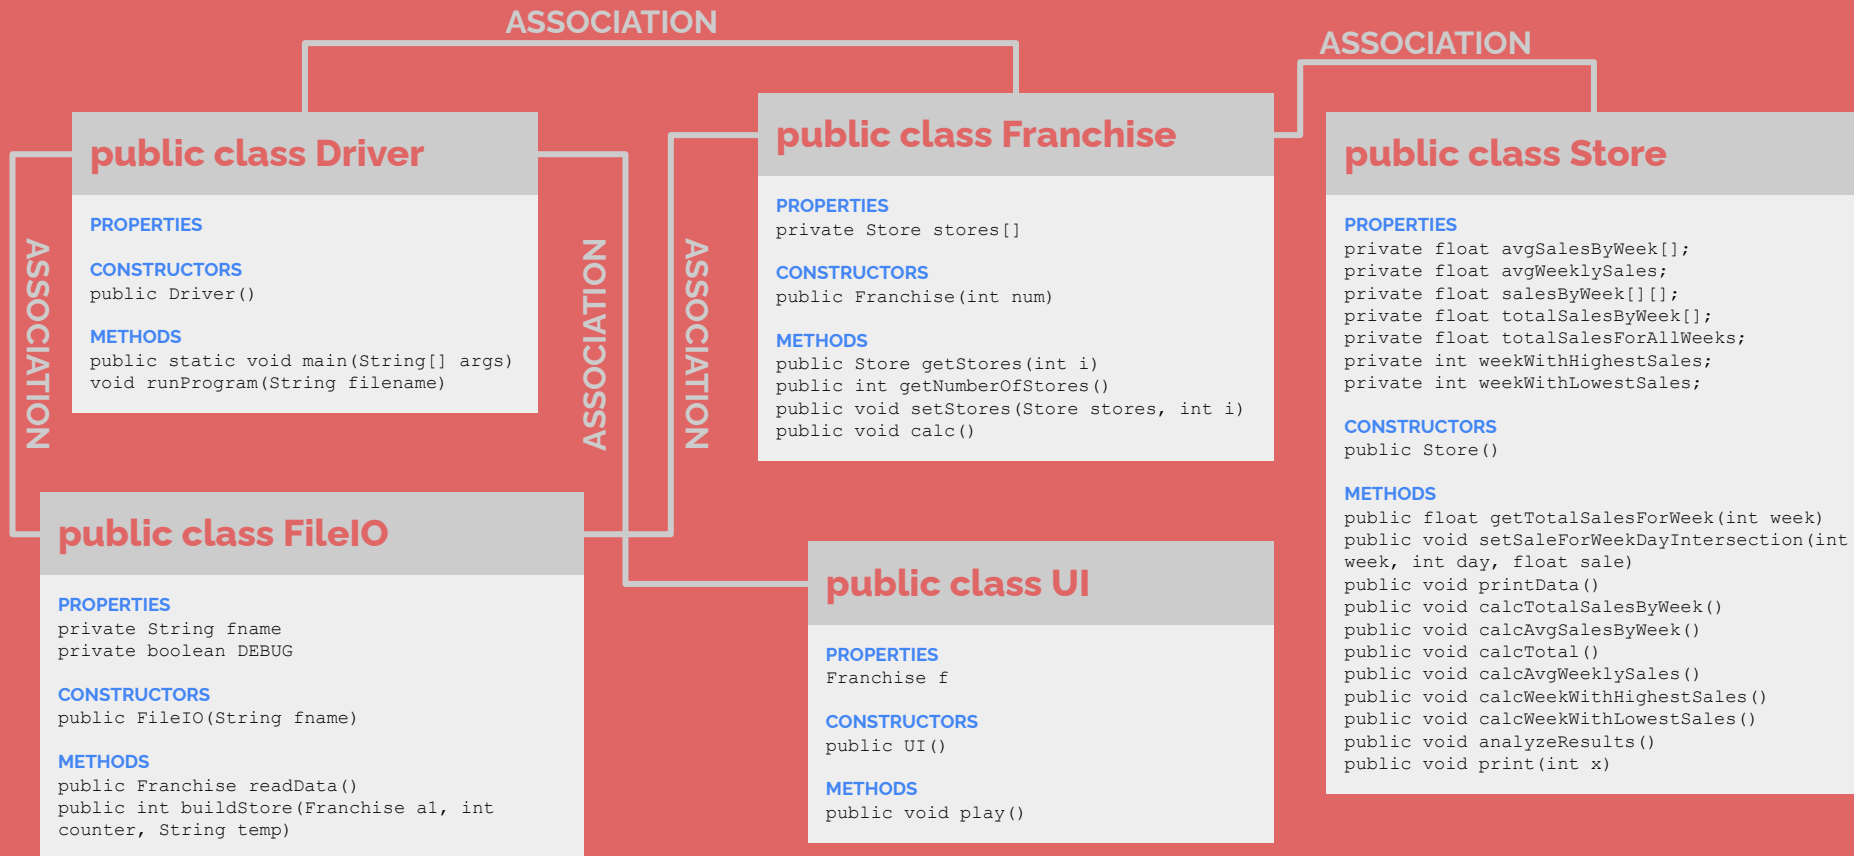 ASSOCIATION
ASSOCIATION
public class Driver
PROPERTIES
CONSTRUCTORS
public Driver()
METHODS
public static void main(String[] args)
void runProgram(String filename)
ASSOCIATION
ASSOCIATION
ASSOCIATION
public class Franchise
PROPERTIES
private Store stores[]
CONSTRUCTORS
public Franchise(int num)
METHODS
public Store getStores(int i)
public int getNumberOfStores()
public void setStores(Store stores, int i)
public void calc()
public class Store
PROPERTIES
private float avgSalesByWeek[];
private float avgWeeklySales;
private float salesByWeek[][];
private float totalSalesByWeek[];
private float totalSalesForAllWeeks;
private int weekWithHighestSales;
private int weekWithLowestSales;
CONSTRUCTORS
public Store()
METHODS
public float getTotalSalesForWeek(int week)
public void setSaleForWeekDayIntersection(int
week, int day, float sale)
public void printData()
public void calcTotalSalesByWeek()
public void calcAvgSalesByWeek()
public void calcTotal()
public void calcAvgWeeklySales()
public void calcWeekWithHighestSales()
public void calcWeekWithLowestSales()
public void analyzeResults()
public void print(int x)
public class FileIO
PROPERTIES
private String fname
private boolean DEBUG
CONSTRUCTORS
public FileIO(String fname)
METHODS
public Franchise readData()
public int buildStore(Franchise a1, int
counter, String temp)
public class UI
PROPERTIES
Franchise f
CONSTRUCTORS
public UI()
METHODS
public void play()